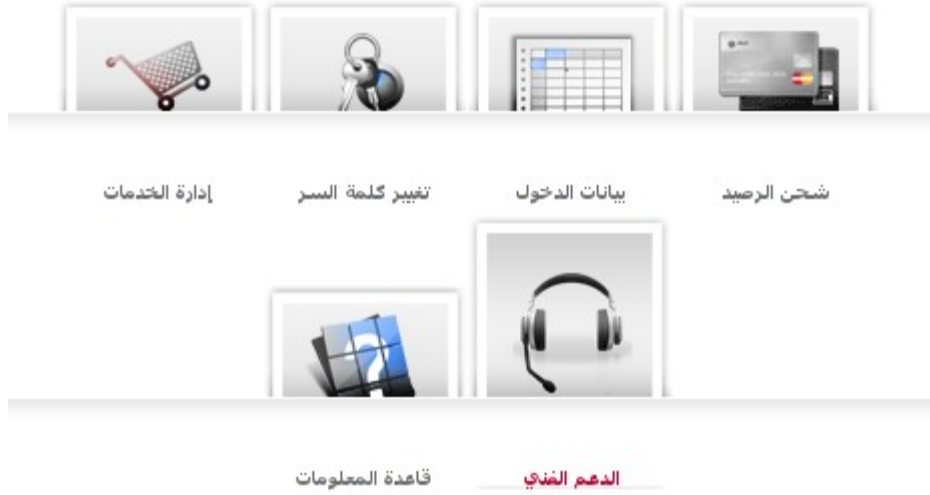 شحن الرصيد
بيانات الدخول
تغيير كلمة السر
إدارة الخدمات
الدعم الفني
قاعدة المعلومات